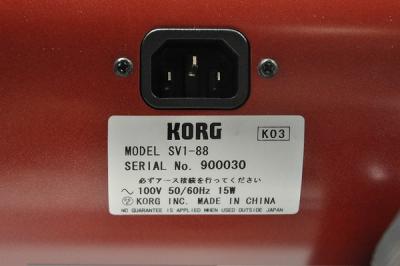 KORG K03
MODEL SV1-88
SERIAL No. 900030
必ずアース接続を行ってください
〜 100V 50/60Hz 15W
KORG INC. MADE IN CHINA
NO GUARANTEE IS APPLIED WHEN USED OUTSIDE JAPAN